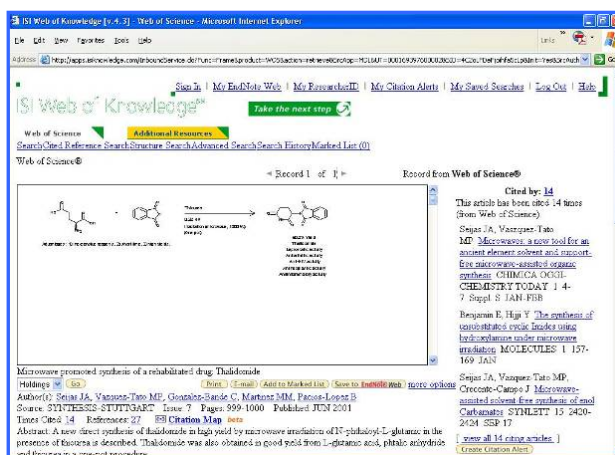 ISI Web of Knowledge [v.4.3] - Web of Science - Microsoft Internet Explorer
File Edit View Favorites Tools Help
Links
Address
Go
Sign In | My EndNote Web | My ResearcherID | My Citation Alerts | My Saved Searches | Log Out | Help
ISI Web of Knowledge℠
Take the next step
Web of Science
Additional Resources
Search Cited Reference Search Structure Search Advanced Search Search History Marked List (0)
Web of Science®
Record 1 of 1
Record from Web of Science®
Thiourea
Thalidomide
Microwave promoted synthesis of a rehabilitated drug: Thalidomide
Holdings Go Print E-mail Add to Marked List Save to EndNote Web more options
Author(s): Seijas JA, Vazquez-Tato MP, Gonzalez-Bande C, Martinez MM, Pacios-Lopez B
Source: SYNTHESIS-STUTTGART Issue: 7 Pages: 999-1000 Published: JUN 2001
Times Cited: 14 References: 27 Citation Map beta
Abstract: A new direct synthesis of thalidomide in high yield by microwave irradiation of N-phthaloyl-L-glutamic in the
presence of thiourea is described. Thalidomide was also obtained in good yield from L-glutamic acid, phtalic anhydride
and thiourea in a one-pot procedure.
Cited by: 14
This article has been cited 14 times
(from Web of Science).
Seijas JA, Vazquez-Tato
MP Microwaves: a new tool for an
ancient element solvent and support-
free microwave-assisted organic
synthesis CHIMICA OGGI-
CHEMISTRY TODAY 1 4-
7 Suppl. S JAN-FEB
Benjamin E, Hijji Y The synthesis of
unsubstituted cyclic Imides using
hydroxylamine under microwave
irradiation MOLECULES 1 157-
169 JAN
Seijas JA, Vazquez-Tato MP,
Crecente-Campo J Microwave-
assisted solvent-free synthesis of enol
Carbamates SYNLETT 15 2420-
2424 SEP 17
[ view all 14 citing articles ]
Create Citation Alert